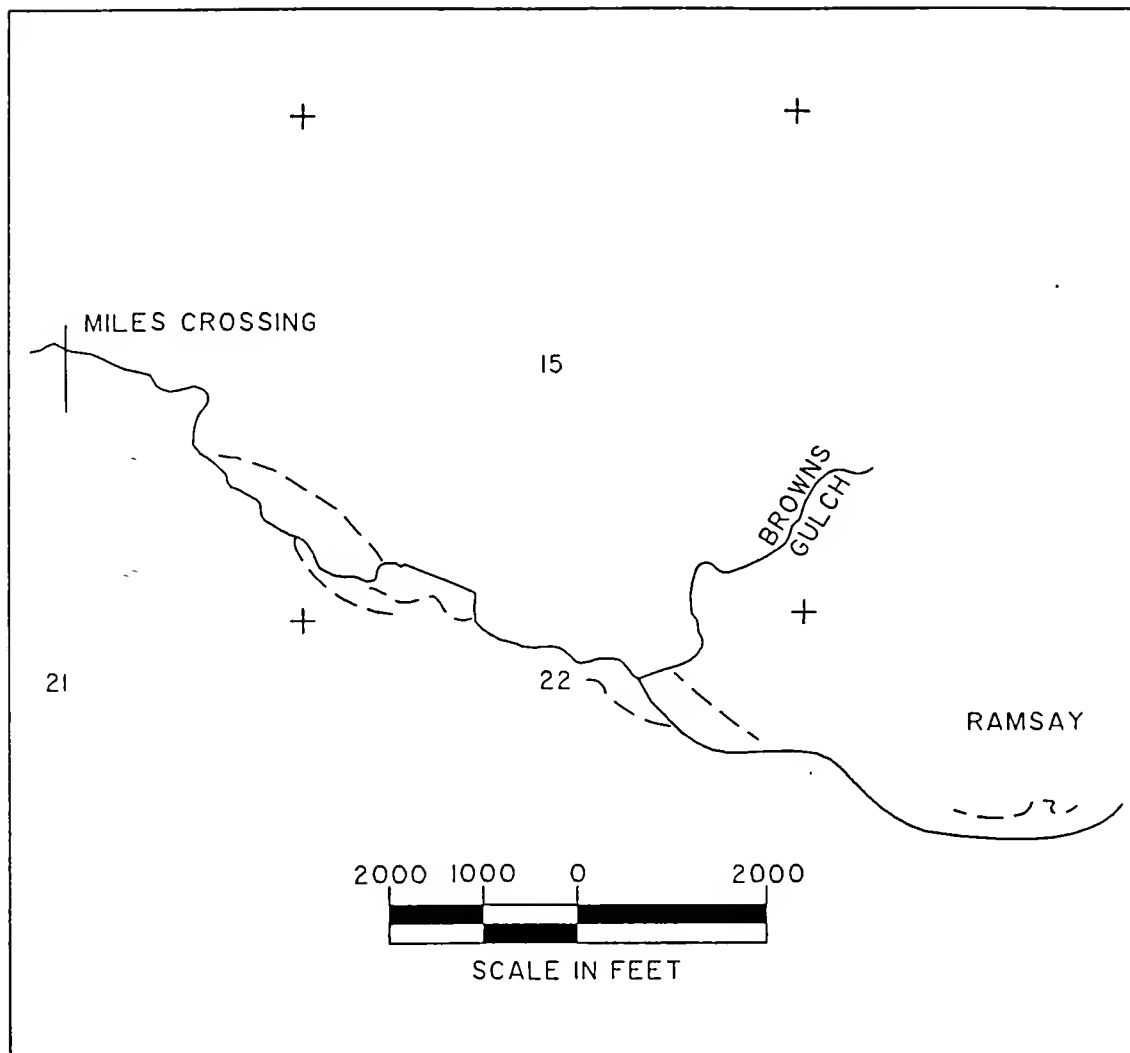 MILES CROSSING
15
BROWNS
GULCH
21
22
RAMSAY
2000 1000 0 2000
SCALE IN FEET